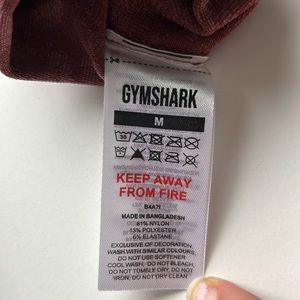 GYMSHARK
M
30
KEEP AWAY
FROM FIRE
B4A7I
MADE IN BANGLADESH
81% NYLON
13% POLYESTER
6% ELASTANE
EXCLUSIVE OF DECORATION,
WASH WITH SIMILAR COLOURS,
DO NOT USE SOFTENER
COOL WASH; DO NOT BLEACH;
DO NOT TUMBLE DRY; DO NOT
IRON; DO NOT DRY CLEAN